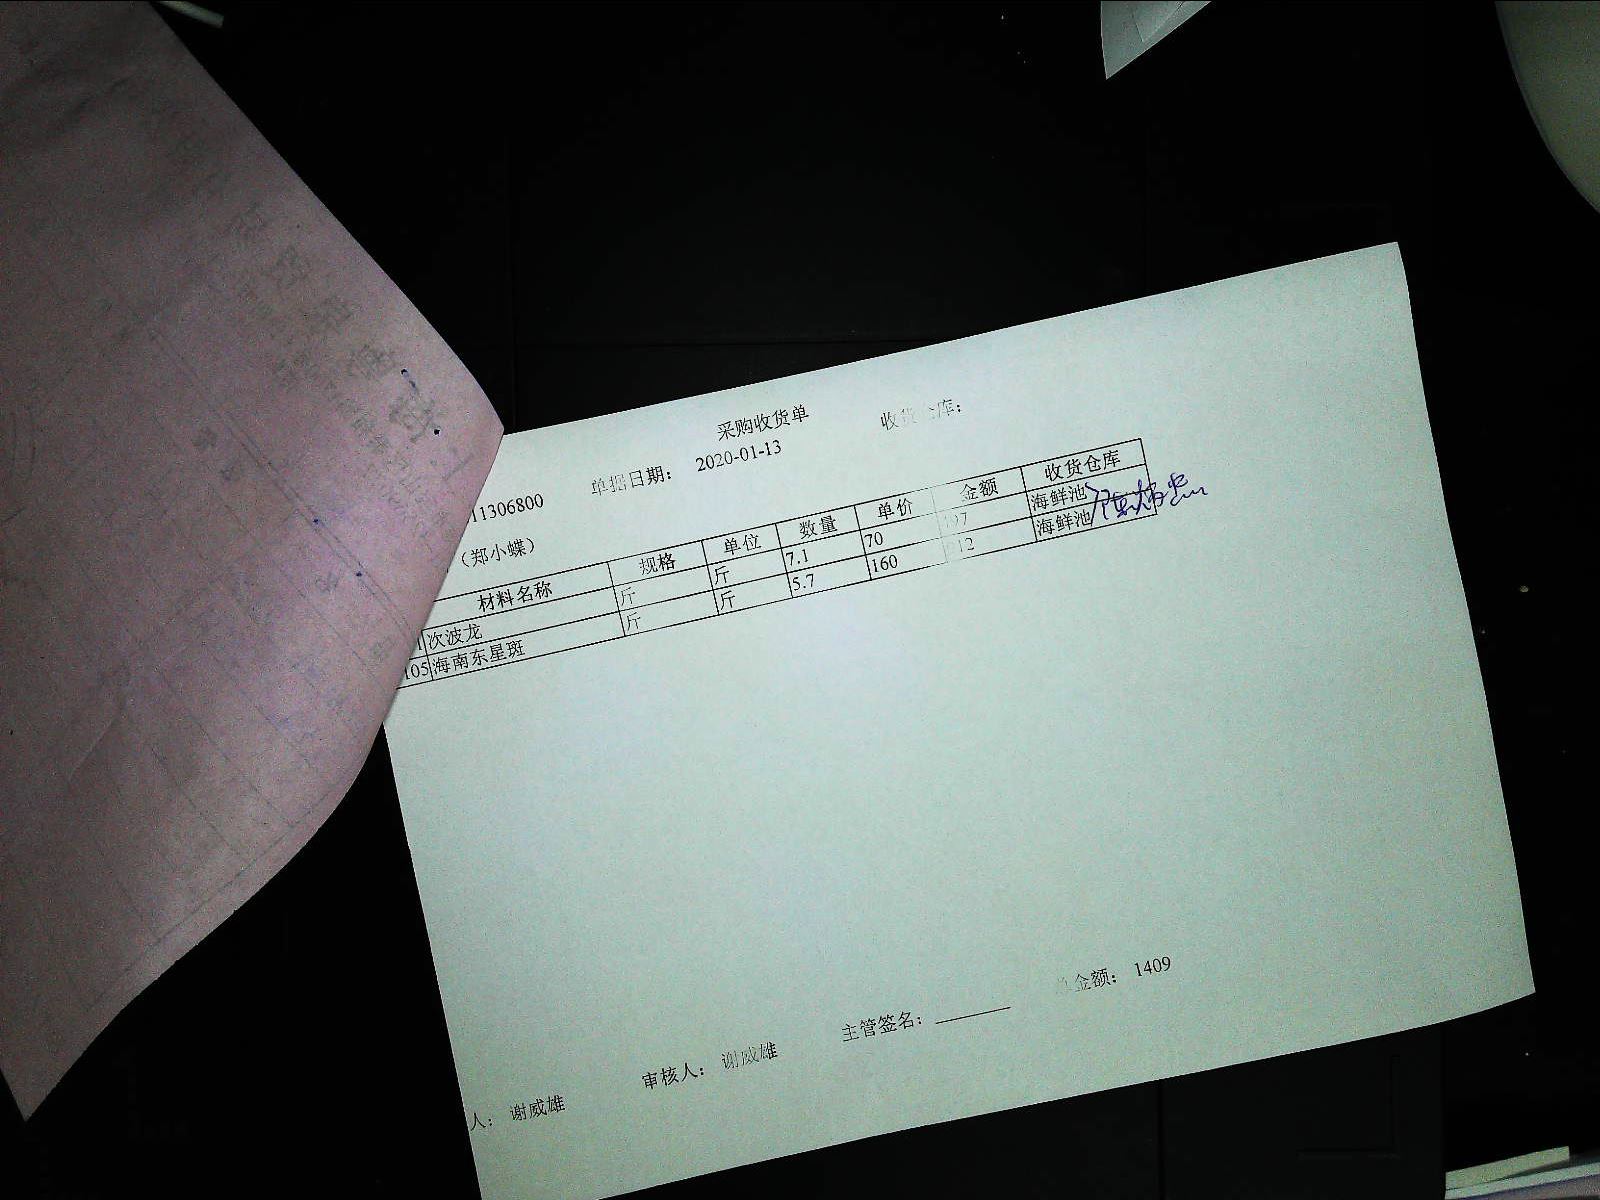 采购收货单
收货仓库：
单据日期： 2020-01-13
11306800
（郑小蝶）
材料名称 规格 单位 数量 单价 金额 收货仓库
次波龙 斤 斤 7.1 70 海鲜池
105 海南东星斑 斤 斤 5.7 160 海鲜池
金额： 1409
主管签名：
审核人： 谢威雄
人： 谢威雄